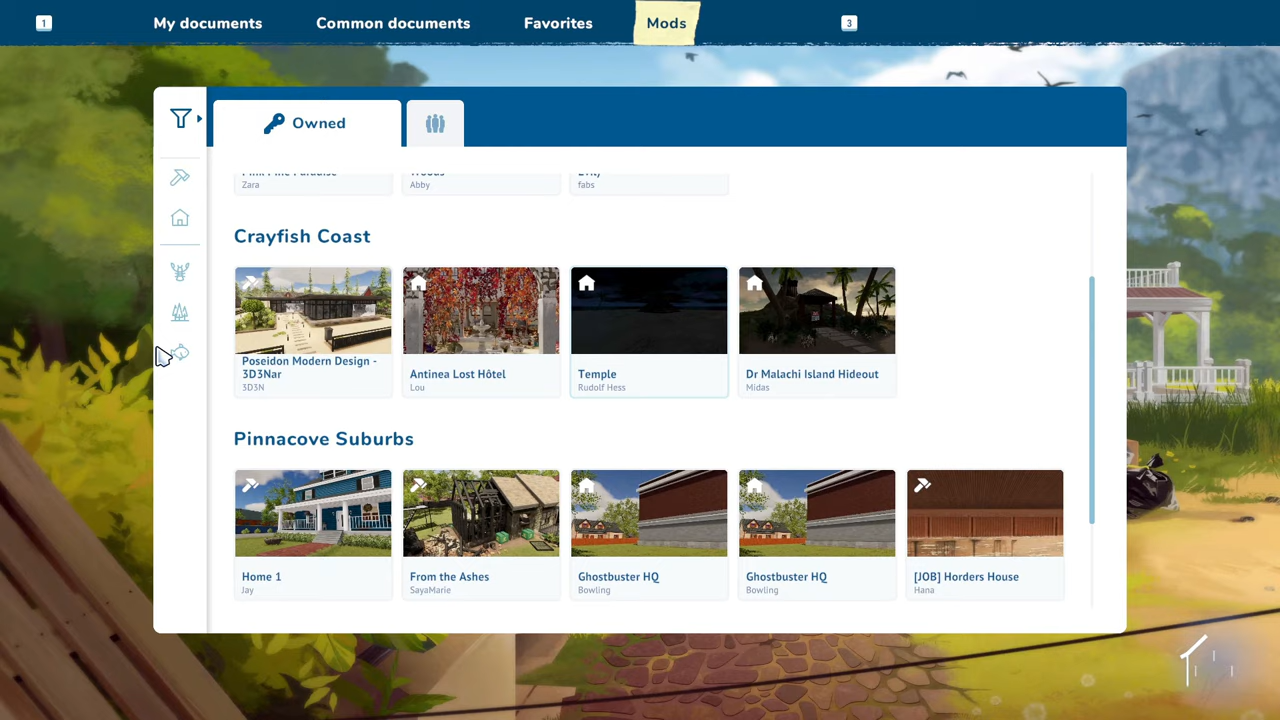 1
My documents
Common documents
Favorites
Mods
3
Owned
Zara
Abby
fabs
Crayfish Coast
Poseidon Modern Design -
3D3Nar
3D3N
Antinea Lost Hôtel
Lou
Temple
Rudolf Hess
Dr Malachi Island Hideout
Midas
Pinnacove Suburbs
Home 1
Jay
From the Ashes
SayaMarie
Ghostbuster HQ
Bowling
Ghostbuster HQ
Bowling
[JOB] Horders House
Hana